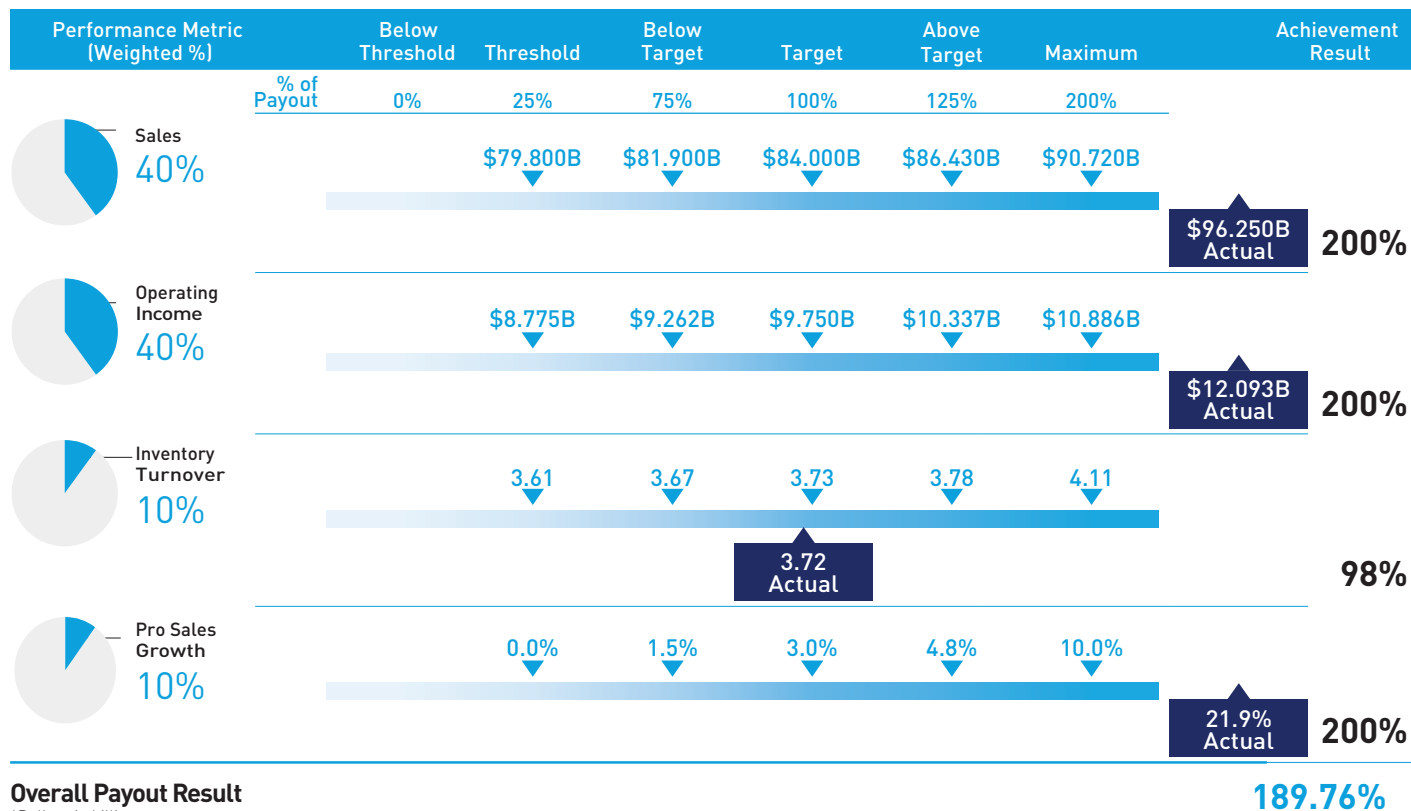 Performance Metric
(Weighted %)
Below
Threshold
Threshold
Below
Target
Target
Above
Target
Maximum
Achievement
Result
% of
Payout
0%
25%
75%
100%
125%
200%
Sales
40%
$79.800B
$81.900B
$84.000B
$86.430B
$90.720B
$96.250B
Actual
200%
Operating
Income
40%
$8.775B
$9.262B
$9.750B
$10.337B
$10.886B
$12.093B
Actual
200%
Inventory
Turnover
10%
3.61
3.67
3.73
3.78
4.11
3.72
Actual
98%
Pro Sales
Growth
10%
0.0%
1.5%
3.0%
4.8%
10.0%
21.9%
Actual
200%
Overall Payout Result
189.76%